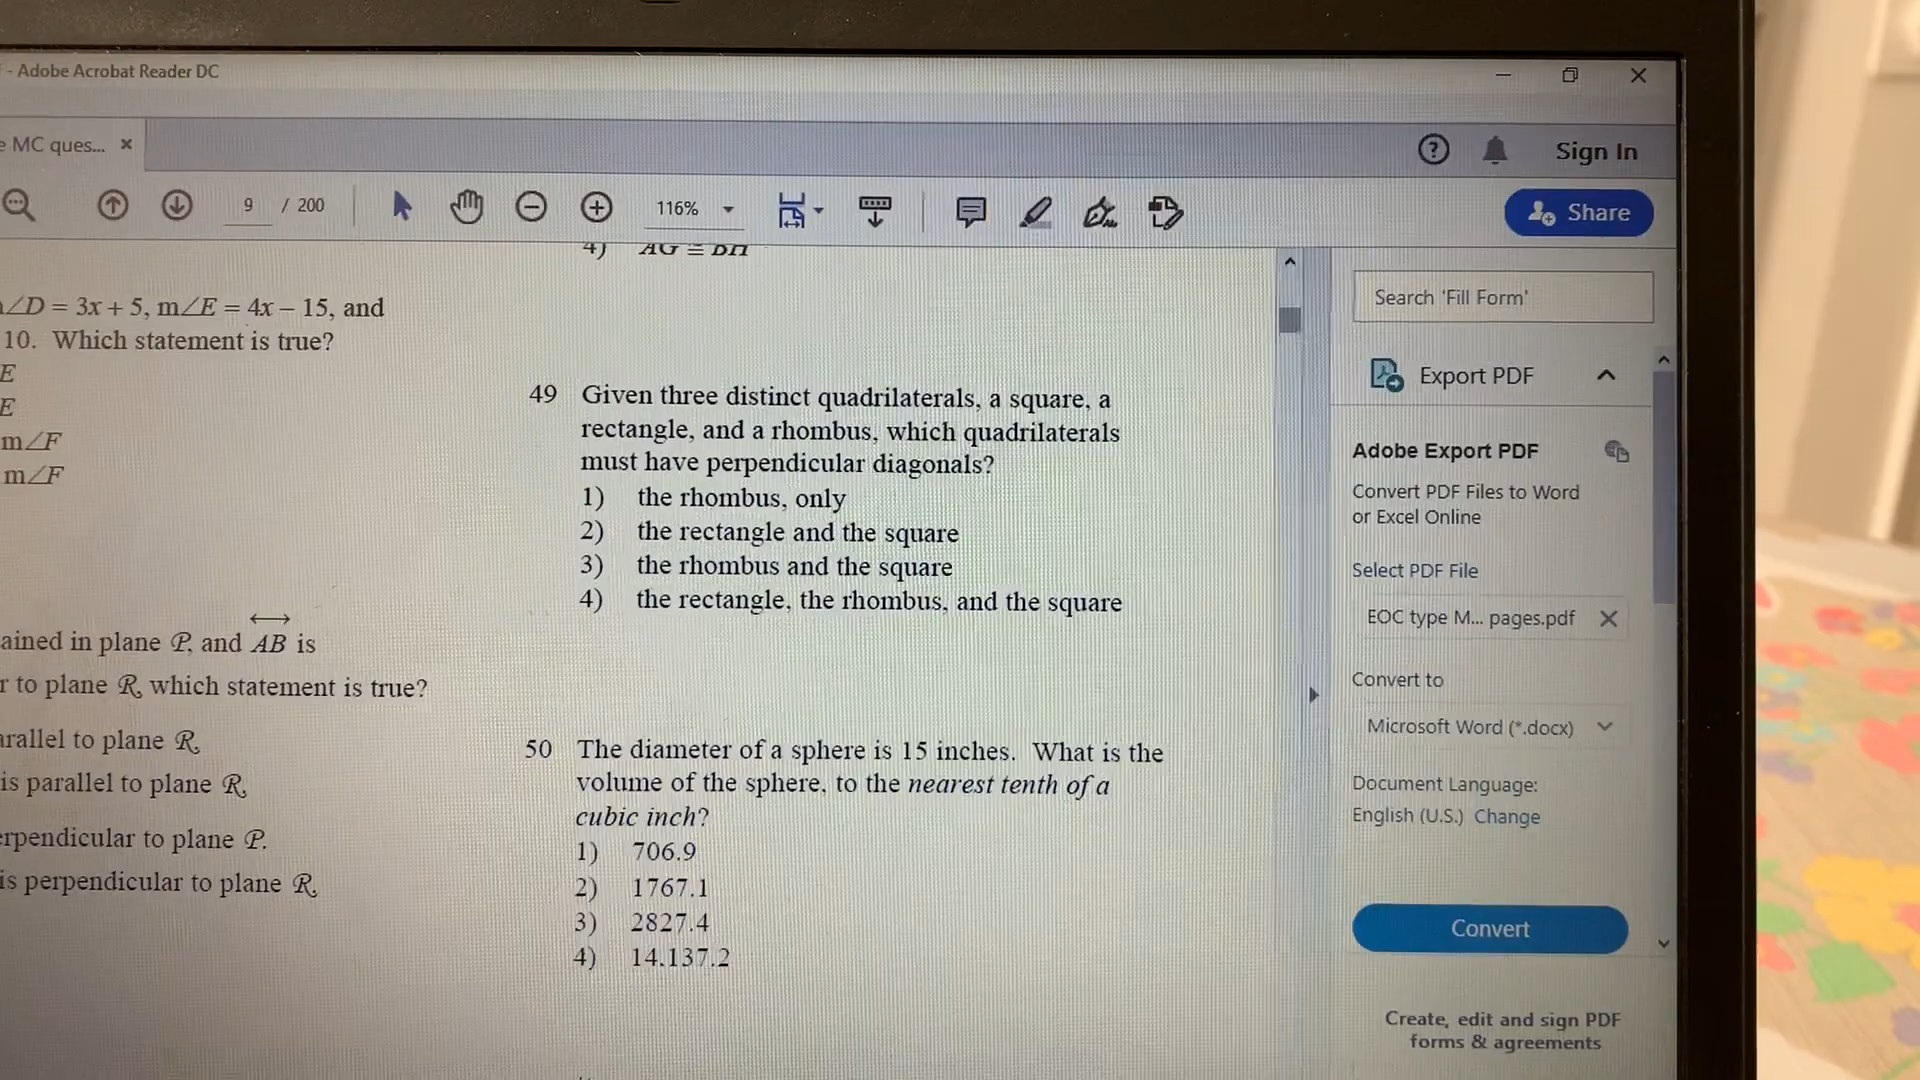 - Adobe Acrobat Reader DC
MC ques...
Sign In
9 / 200
116%
Share
4) AG ≅ BH
∠D = 3x + 5, m∠E = 4x – 15, and
10. Which statement is true?
E
E
m∠F
m∠F
ained in plane P, and AB is
r to plane R, which statement is true?
arallel to plane R.
is parallel to plane R.
erpendicular to plane P.
is perpendicular to plane R.
49 Given three distinct quadrilaterals, a square, a
rectangle, and a rhombus, which quadrilaterals
must have perpendicular diagonals?
1) the rhombus, only
2) the rectangle and the square
3) the rhombus and the square
4) the rectangle, the rhombus, and the square
50 The diameter of a sphere is 15 inches. What is the
volume of the sphere, to the nearest tenth of a
cubic inch?
1) 706.9
2) 1767.1
3) 2827.4
4) 14,137.2
Search 'Fill Form'
Export PDF
Adobe Export PDF
Convert PDF Files to Word
or Excel Online
Select PDF File
EOC type M... pages.pdf
Convert to
Microsoft Word (*.docx)
Document Language:
English (U.S.) Change
Convert
Create, edit and sign PDF
forms & agreements